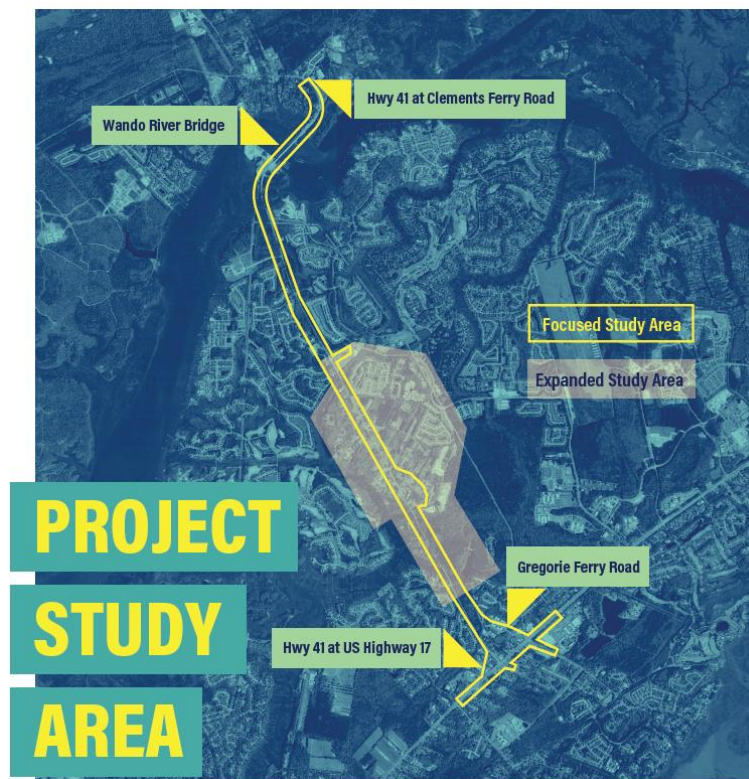 Hwy 41 at Clements Ferry Road
Wando River Bridge
Focused Study Area
Expanded Study Area
PROJECT
STUDY
AREA
Gregorie Ferry Road
Hwy 41 at US Highway 17